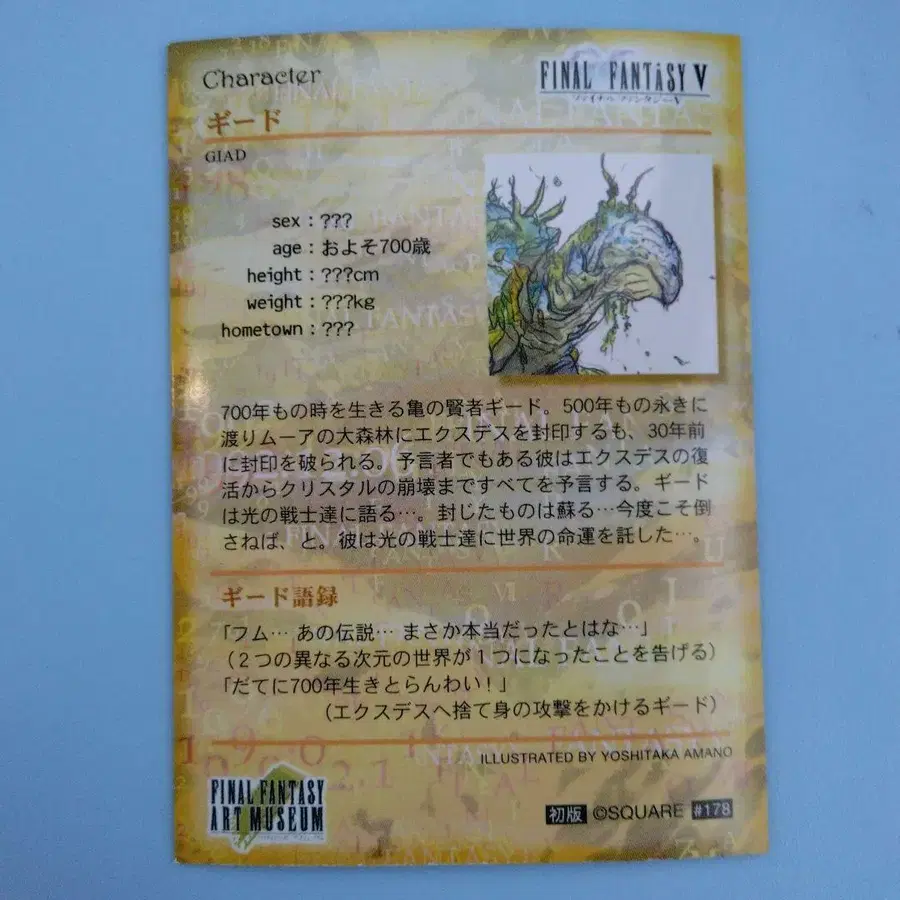 Character
FINAL FANTASY V
ファイナルファンタジーV
ギード
GIAD
sex：???
age：およそ700歳
height：???cm
weight：???kg
hometown：???
700年もの時を生きる亀の賢者ギード。500年もの永きに
渡りムーアの大森林にエクスデスを封印するも、30年前
に封印を破られる。予言者でもある彼はエクスデスの復
活からクリスタルの崩壊まですべてを予言する。ギード
は光の戦士達に語る…。封じたものは蘇る…今度こそ倒
さねば、と。彼は光の戦士達に世界の命運を託した…。
ギード語録
「フム… あの伝説… まさか本当だったとはな…」
（２つの異なる次元の世界が１つになったことを告げる）
「だてに700年生きとらんわい！」
（エクスデスへ捨て身の攻撃をかけるギード）
ILLUSTRATED BY YOSHITAKA AMANO
FINAL FANTASY
ART MUSEUM
初版 ©SQUARE #178